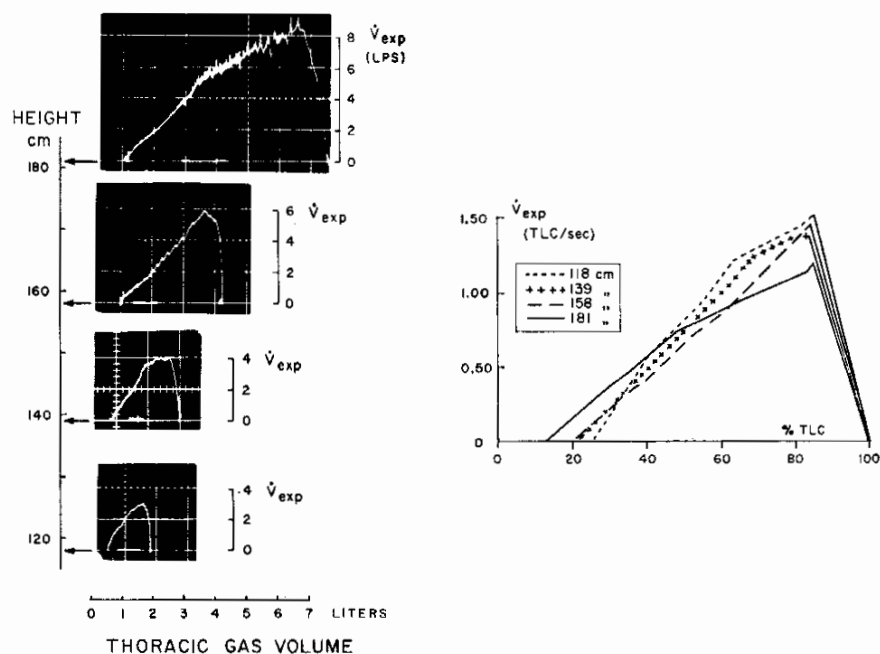 HEIGHT
cm
180
160
140
120
8
6
4
2
0
V̇exp
(LPS)
6
4
2
0
V̇exp
4
2
0
V̇exp
4
2
0
V̇exp
0 1 2 3 4 5 6 7 LITERS
THORACIC GAS VOLUME
V̇exp
(TLC/sec)
1.50
1.00
0.50
0
118 cm
139 "
158 "
181 "
% TLC
0 20 40 60 80 100